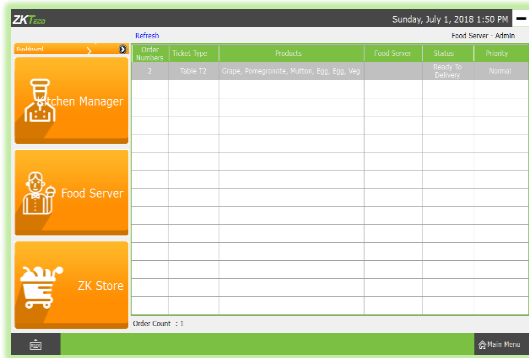 ZKTeco
Sunday, July 1, 2018 1:50 PM
Refresh
Food Server - Admin
Dashboard
Order Numbers
Ticket Type
Products
Food Server
Status
Priority
2
Table T2
Grape, Pomegranate, Mutton, Egg, Egg, Veg
Ready To Delivery
Normal
Kitchen Manager
Food Server
ZK Store
Order Count : 1
Main Menu